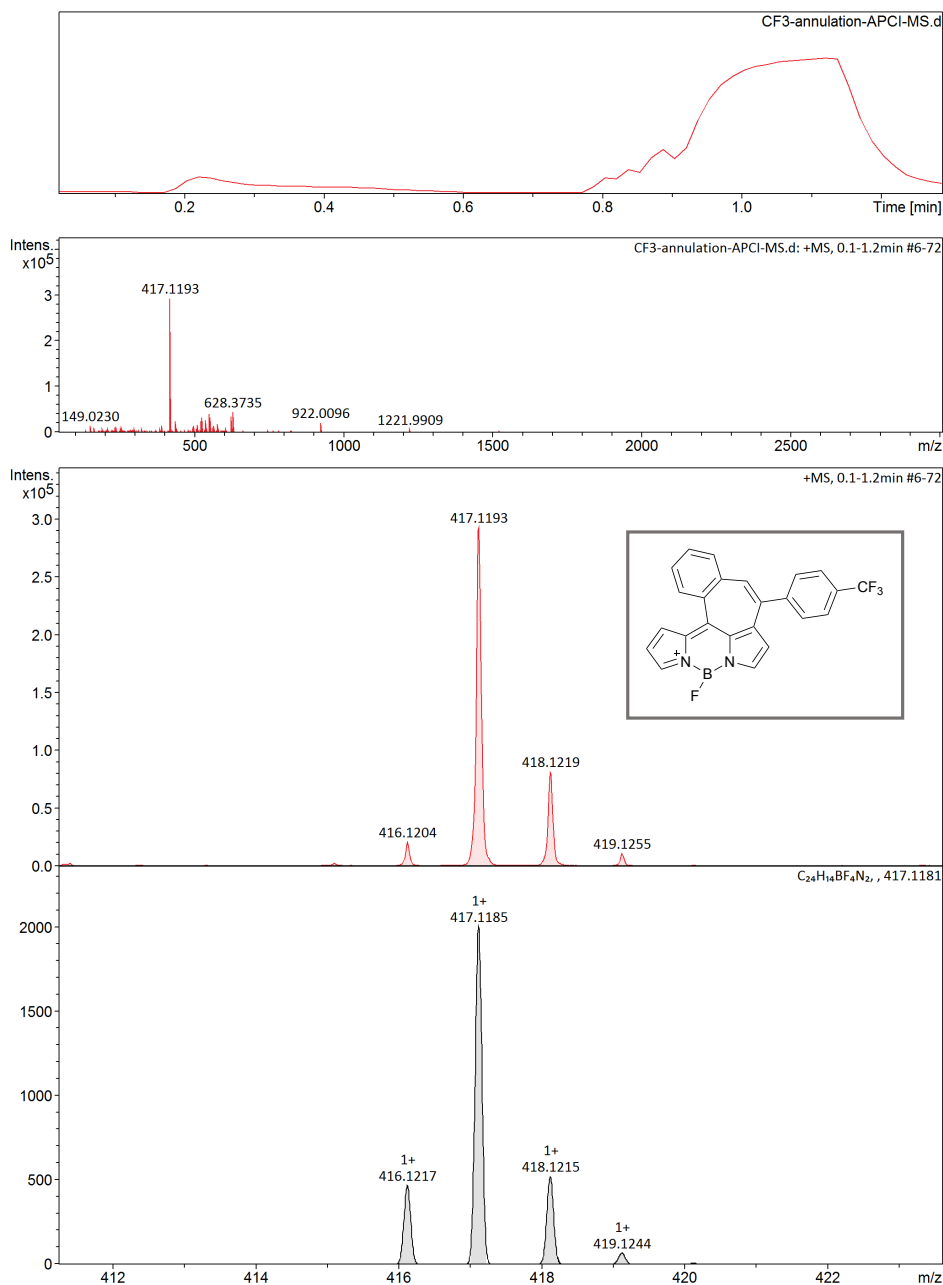 CF3-annulation-APCI-MS.d
0.2 0.4 0.6 0.8 1.0 Time [min]
Intens.
x10⁵
CF3-annulation-APCI-MS.d: +MS, 0.1-1.2min #6-72
417.1193
3
2
1
149.0230
628.3735
922.0096
1221.9909
0
500 1000 1500 2000 2500 m/z
Intens.
x10⁵
+MS, 0.1-1.2min #6-72
3.0
417.1193
2.5
CF₃
2.0
+
N
N
B
1.5
F
1.0
418.1219
0.5
416.1204
419.1255
0.0
C₂₄H₁₄BF₄N₂, , 417.1181
1+
417.1185
2000
1500
1000
1+
416.1217
1+
418.1215
500
1+
419.1244
0
412 414 416 418 420 422 m/z